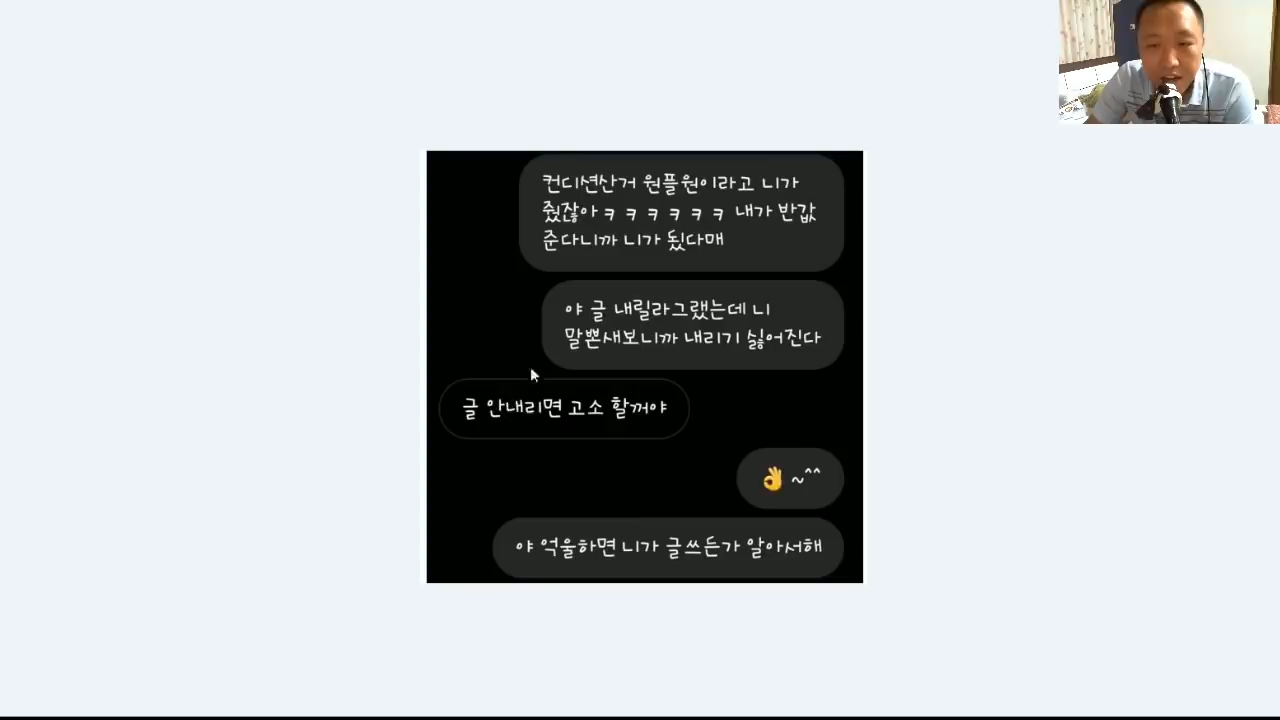 컨디션산거 원플원이라고 니가
줬잖아ㅋㅋㅋㅋㅋㅋ 내가 반값
준다니까 니가 됬다매
야 글 내릴라그랬는데 니
말뽄새보니까 내리기 싫어진다
글 안내리면 고소 할꺼야
👌~^^
야 억울하면 니가 글쓰든가 알아서해